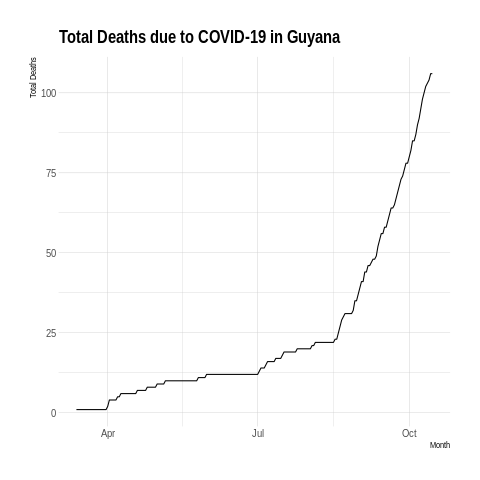 Total Deaths due to COVID-19 in Guyana
Total Deaths
100
75
50
25
0
Apr
Jul
Oct
Month